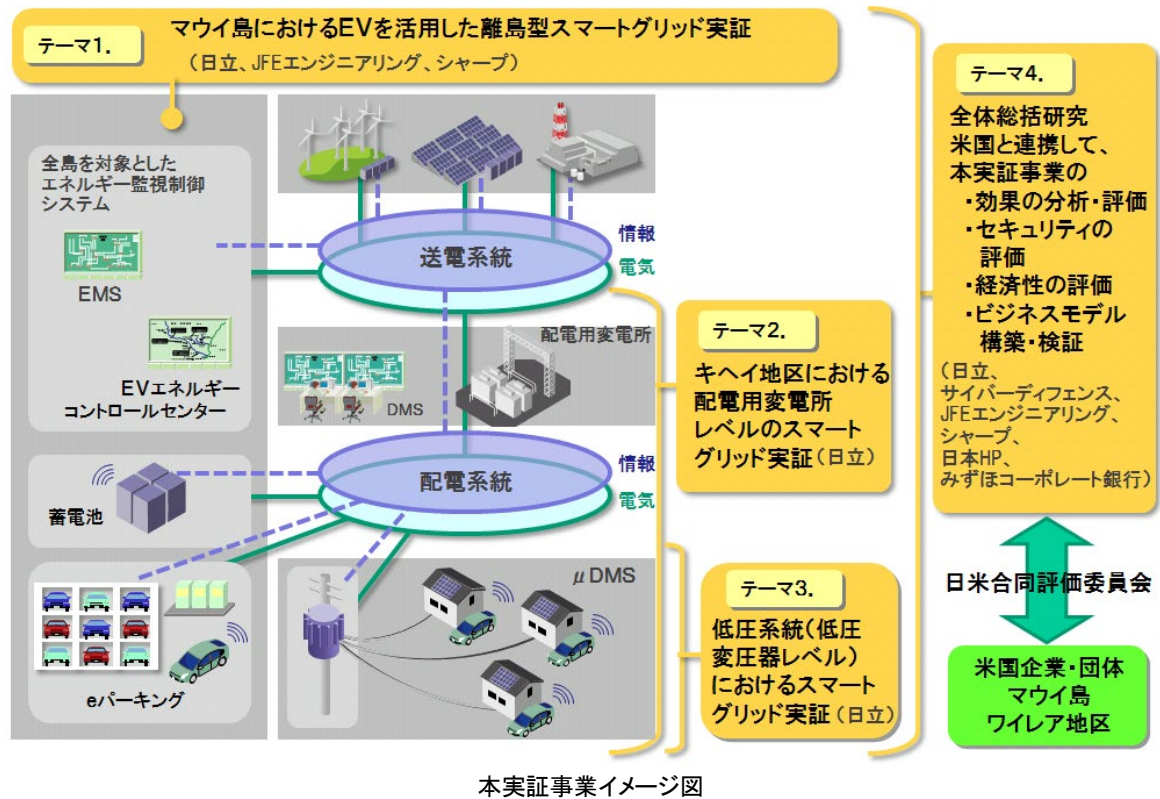 テーマ1.
マウイ島におけるEVを活用した離島型スマートグリッド実証
(日立、JFEエンジニアリング、シャープ)
全島を対象とした
エネルギー監視制御
システム
EMS
EVエネルギー
コントロールセンター
蓄電池
eパーキング
送電系統
情報
電気
配電用変電所
DMS
配電系統
情報
電気
μDMS
テーマ2.
キヘイ地区における
配電用変電所
レベルのスマート
グリッド実証(日立)
テーマ3.
低圧系統(低圧
変圧器レベル)
におけるスマート
グリッド実証(日立)
テーマ4.
全体総括研究
米国と連携して、
本実証事業の
・効果の分析・評価
・セキュリティの
評価
・経済性の評価
・ビジネスモデル
構築・検証
(日立、
サイバーディフェンス、
JFEエンジニアリング、
シャープ、
日本HP、
みずほコーポレート銀行)
日米合同評価委員会
米国企業・団体
マウイ島
ワイレア地区
本実証事業イメージ図